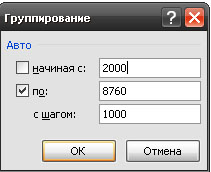 Группирование
Авто
начиная с: 2000
по: 8760
с шагом: 1000
ОК Отмена